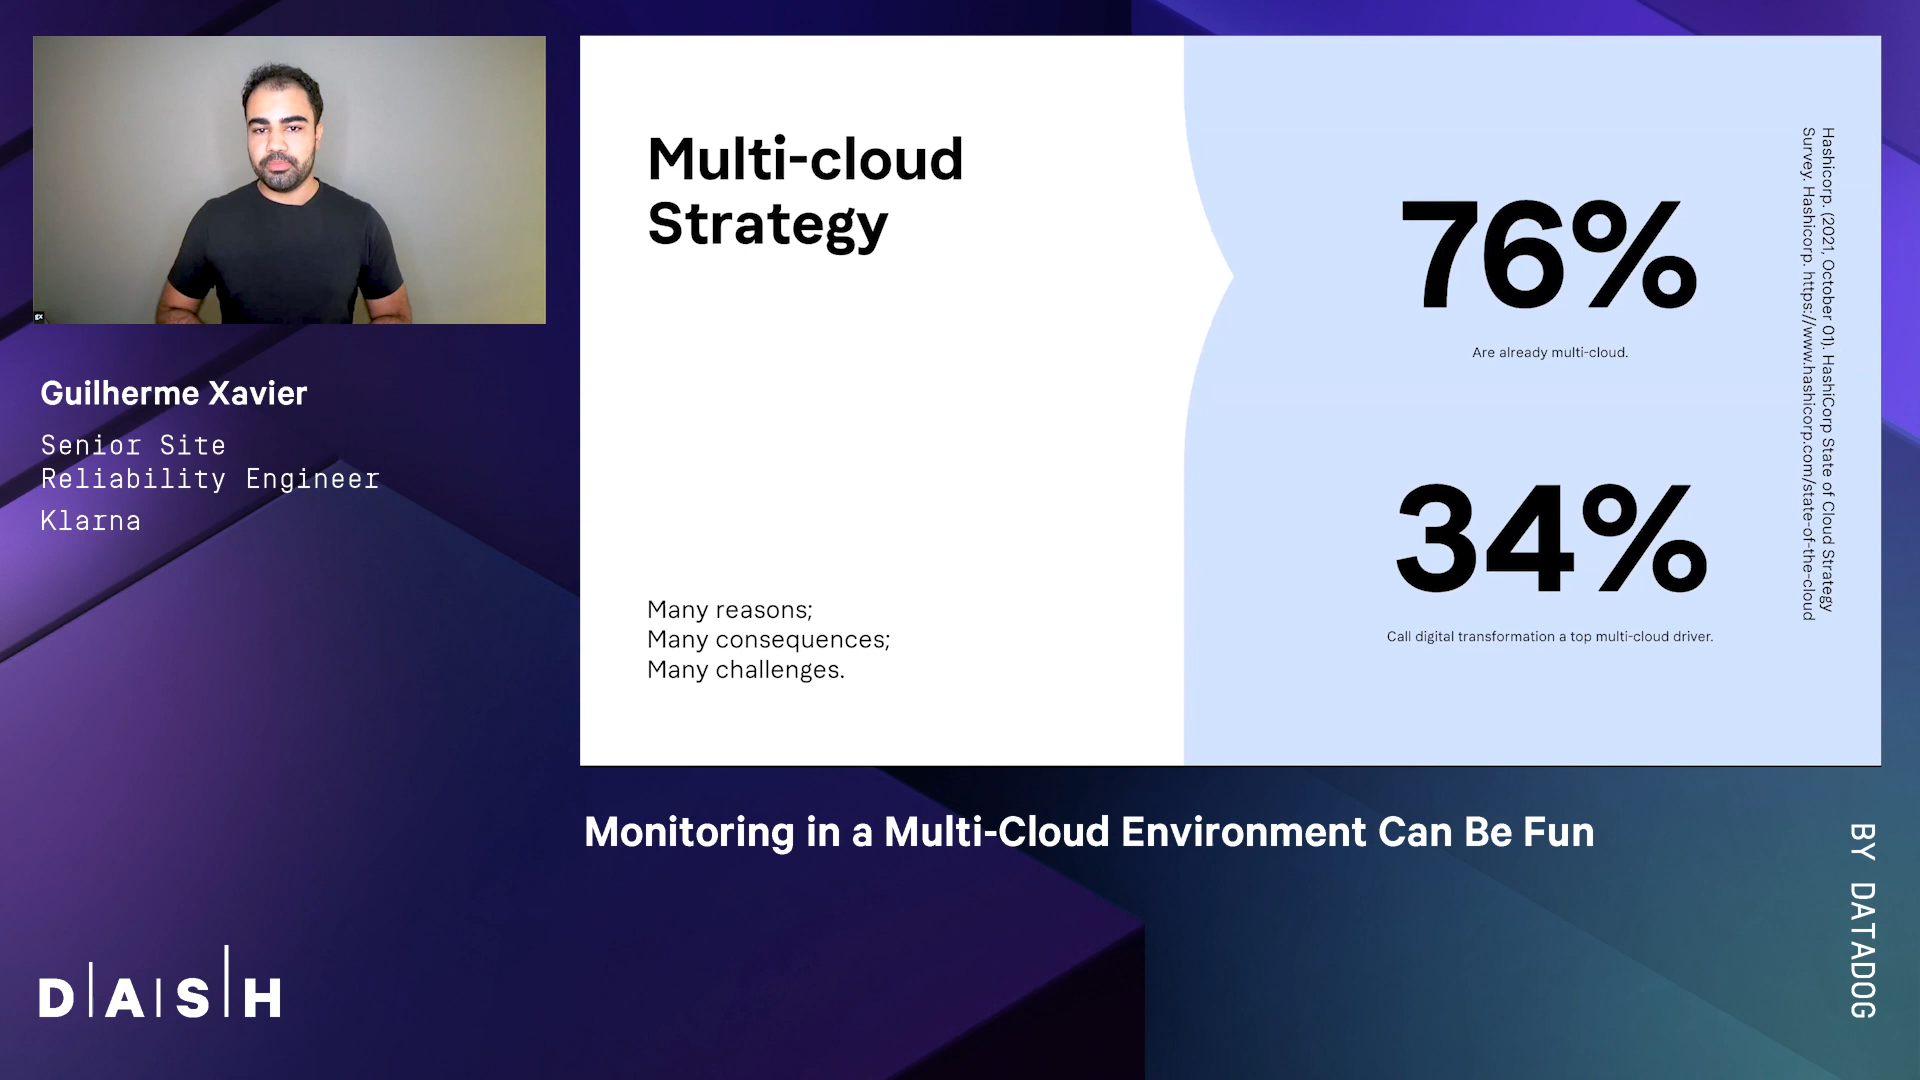 Guilherme Xavier
Senior Site
Reliability Engineer
Klarna
Multi-cloud
Strategy
Many reasons;
Many consequences;
Many challenges.
76%
Are already multi-cloud.
34%
Call digital transformation a top multi-cloud driver.
Hashicorp. (2021, October 01). HashiCorp State of Cloud Strategy
Survey. Hashicorp. https://www.hashicorp.com/state-of-the-cloud
Monitoring in a Multi-Cloud Environment Can Be Fun
DASH
BY DATADOG